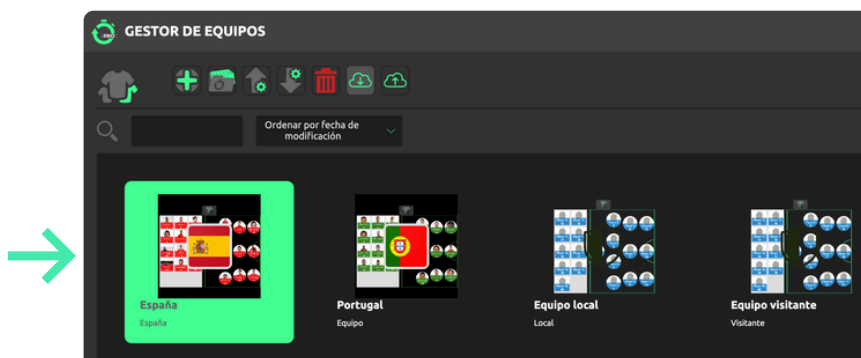 GESTOR DE EQUIPOS
Ordenar por fecha de
modificación
España
España
Portugal
Equipo
Equipo local
Local
Equipo visitante
Visitante